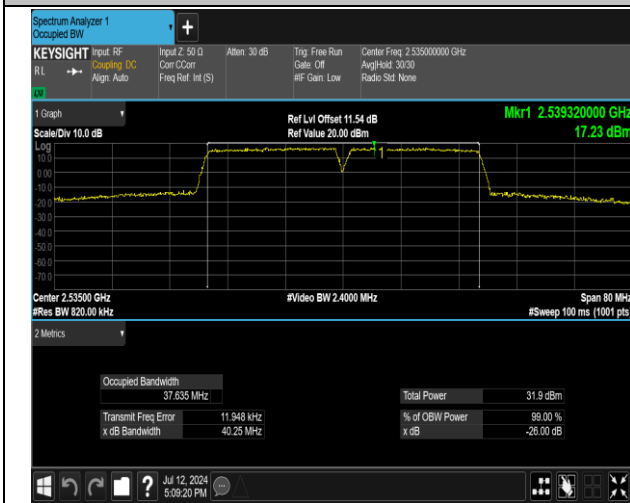 Spectrum Analyzer 1
Occupied BW
+
KEYSIGHT
RL
LV
Input: RF
Coupling: DC
Align: Auto
Input Z: 50 Ω
Corr CCorr
Freq Ref: Int (S)
Atten: 30 dB
Trig: Free Run
Gate: Off
#IF Gain: Low
Center Freq: 2.535000000 GHz
Avg|Hold: 30/30
Radio Std: None
1 Graph
Scale/Div 10.0 dB
Ref Lvl Offset 11.54 dB
Ref Value 20.00 dBm
Mkr1 2.539320000 GHz
17.23 dBm
Log
10.0
0.00
-10.0
-20.0
-30.0
-40.0
-50.0
-60.0
-70.0
1
Center 2.53500 GHz
#Res BW 820.00 kHz
#Video BW 2.4000 MHz
Span 80 MHz
#Sweep 100 ms (1001 pts
2 Metrics
Occupied Bandwidth
37.635 MHz
Transmit Freq Error 11.948 kHz
x dB Bandwidth 40.25 MHz
Total Power 31.9 dBm
% of OBW Power 99.00 %
x dB -26.00 dB
?
Jul 12, 2024
5:09:20 PM